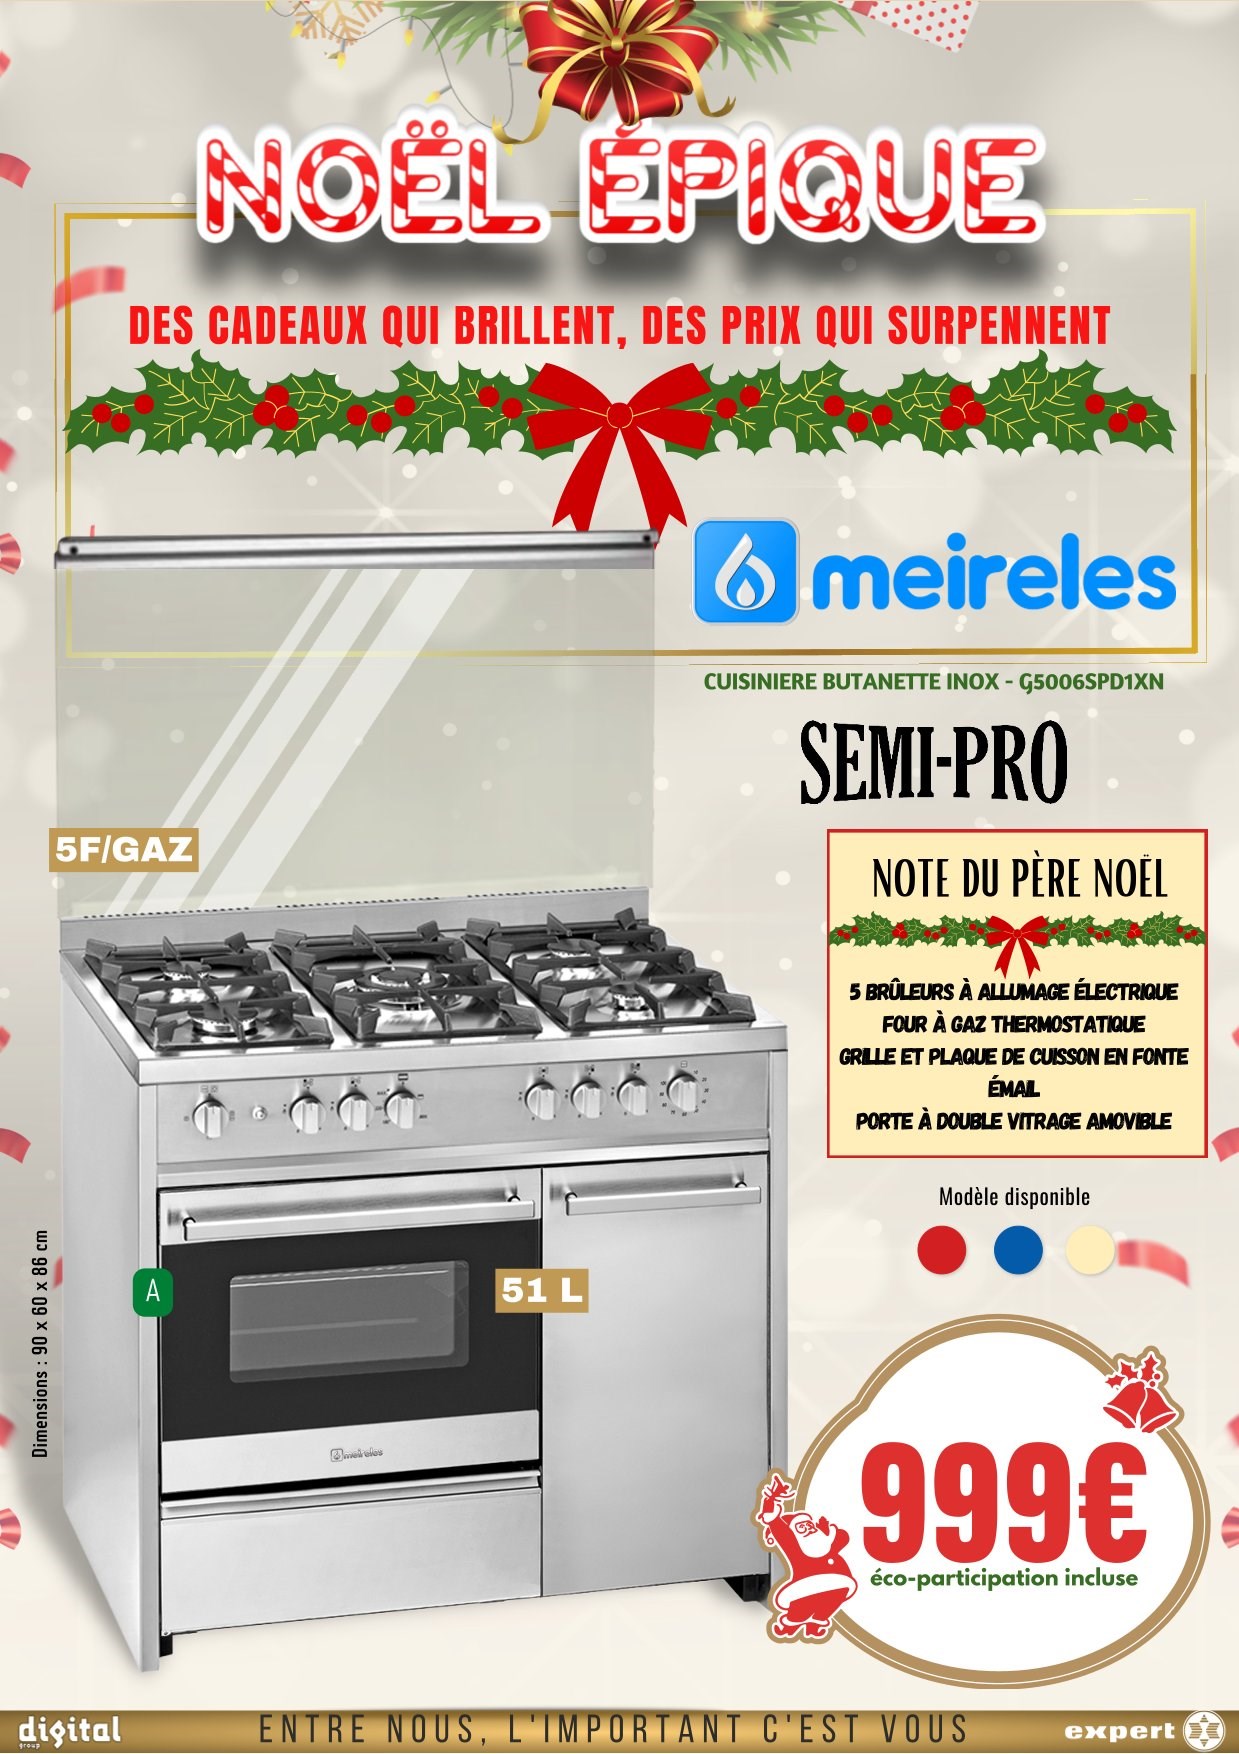 NOËL ÉPIQUE
DES CADEAUX QUI BRILLENT, DES PRIX QUI SURPENNENT
meireles
CUISINIERE BUTANETTE INOX - G5006SPD1XN
SEMI-PRO
5F/GAZ
NOTE DU PÈRE NOËL
5 BRÛLEURS À ALLUMAGE ÉLECTRIQUE
FOUR À GAZ THERMOSTATIQUE
GRILLE ET PLAQUE DE CUISSON EN FONTE
ÉMAIL
PORTE À DOUBLE VITRAGE AMOVIBLE
Modèle disponible
Dimensions : 90 x 60 x 86 cm
A
51 L
meireles
999€
éco-participation incluse
digital
group
ENTRE NOUS, L'IMPORTANT C'EST VOUS
expert